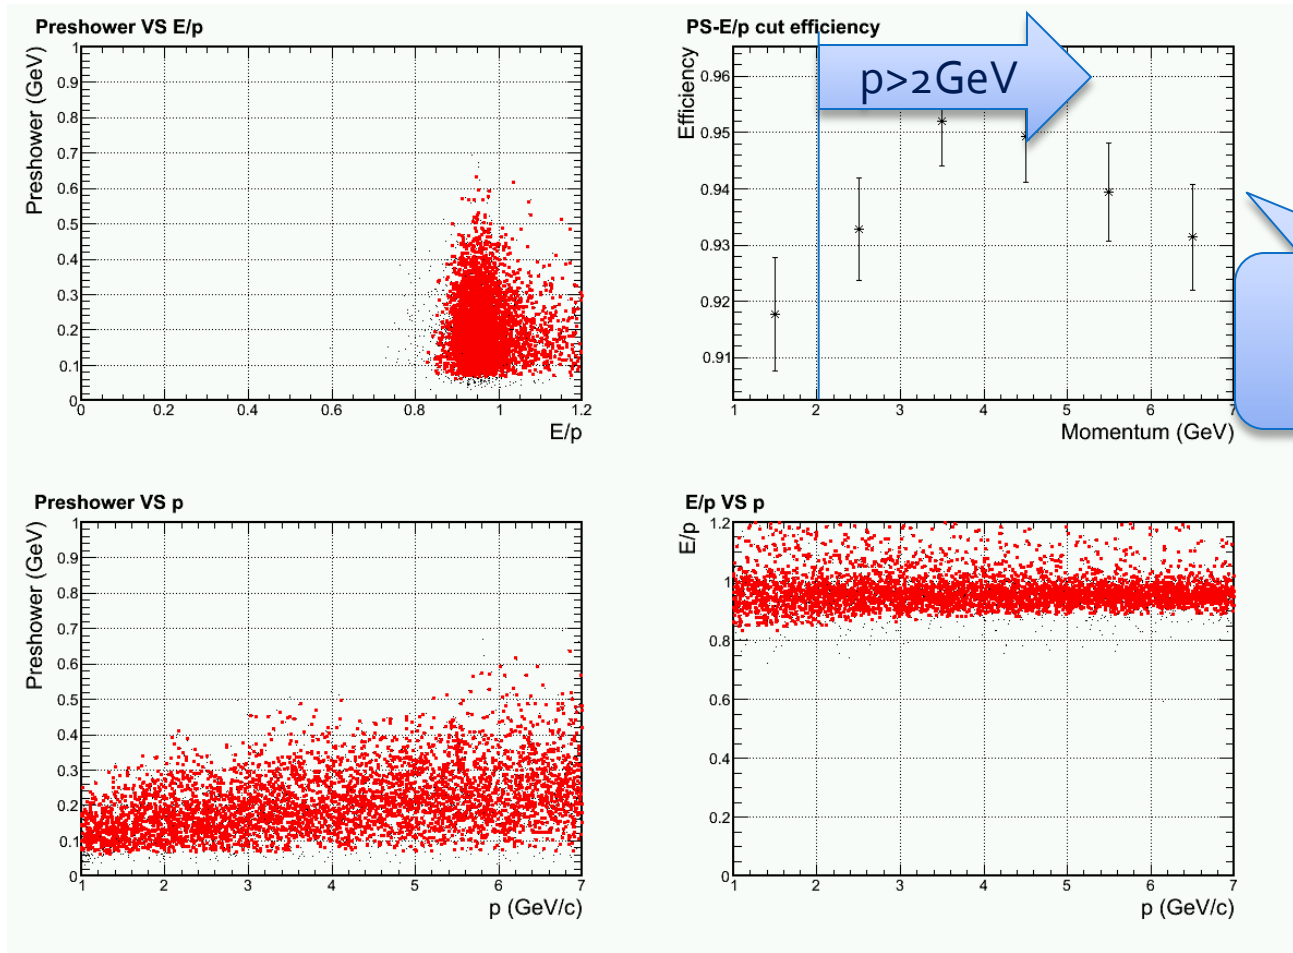 Preshower VS E/p
Preshower (GeV)
1
0.9
0.8
0.7
0.6
0.5
0.4
0.3
0.2
0.1
0
0 0.2 0.4 0.6 0.8 1 1.2
E/p
PS-E/p cut efficiency
p>2GeV
Efficiency
0.96
0.95
0.94
0.93
0.92
0.91
1 2 3 4 5 6 7
Momentum (GeV)
Preshower VS p
Preshower (GeV)
1
0.9
0.8
0.7
0.6
0.5
0.4
0.3
0.2
0.1
0
1 2 3 4 5 6 7
p (GeV/c)
E/p VS p
E/p
1.2
1
0.8
0.6
0.4
0.2
0
1 2 3 4 5 6 7
p (GeV/c)